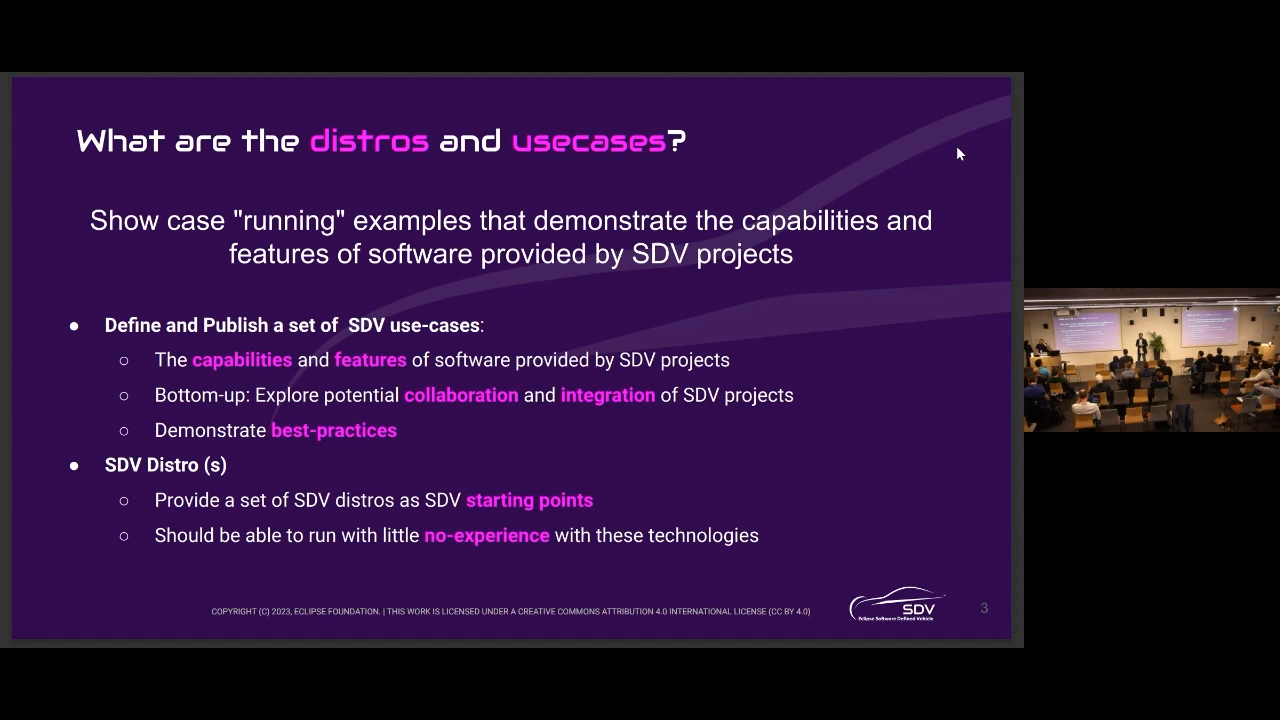 What are the distros and usecases?
Show case "running" examples that demonstrate the capabilities and
features of software provided by SDV projects
● Define and Publish a set of  SDV use-cases:
○ The capabilities and features of software provided by SDV projects
○ Bottom-up: Explore potential collaboration and integration of SDV projects
○ Demonstrate best-practices
● SDV Distro (s)
○ Provide a set of SDV distros as SDV starting points
○ Should be able to run with little no-experience with these technologies
COPYRIGHT (C) 2023, ECLIPSE FOUNDATION. | THIS WORK IS LICENSED UNDER A CREATIVE COMMONS ATTRIBUTION 4.0 INTERNATIONAL LICENSE (CC BY 4.0)
SDV
Eclipse Software Defined Vehicle
3